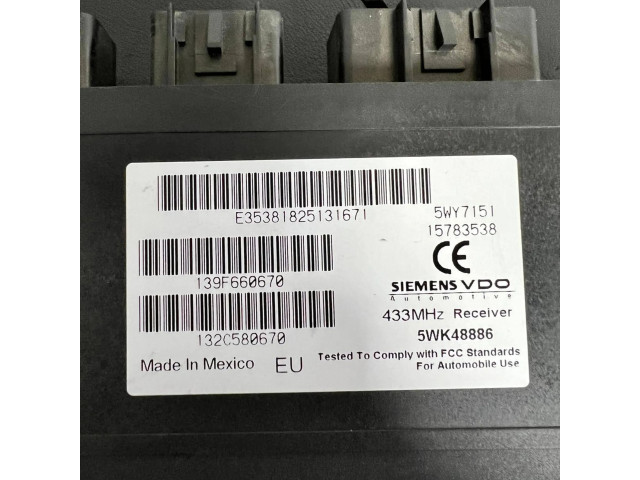 E35381825131671
5WY7151
15783538
139F660670
CE
SIEMENS VDO
Automotive
132C580670
433MHz Receiver
5WK48886
Made In Mexico
EU
Tested To Comply with FCC Standards
For Automobile Use